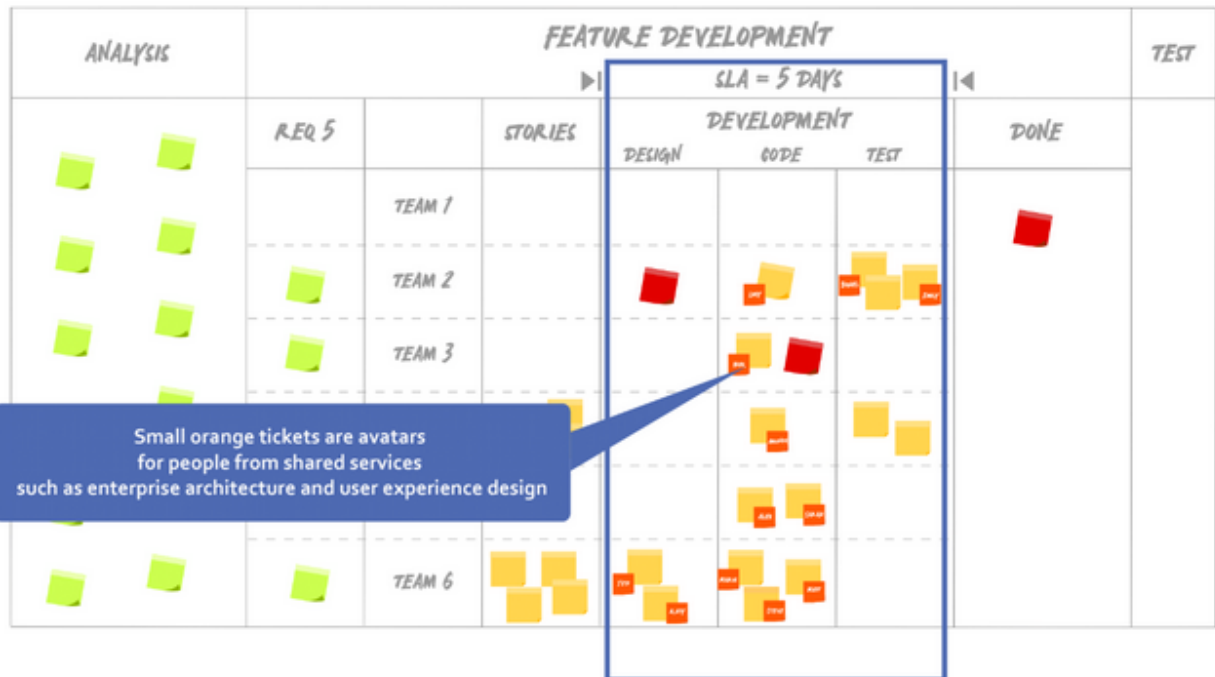 ANALYSIS
FEATURE DEVELOPMENT
TEST
SLA = 5 DAYS
REQ 5
STORIES
DEVELOPMENT
DONE
DESIGN
CODE
TEST
TEAM 1
TEAM 2
TEAM 3
Small orange tickets are avatars
for people from shared services
such as enterprise architecture and user experience design
TEAM 6